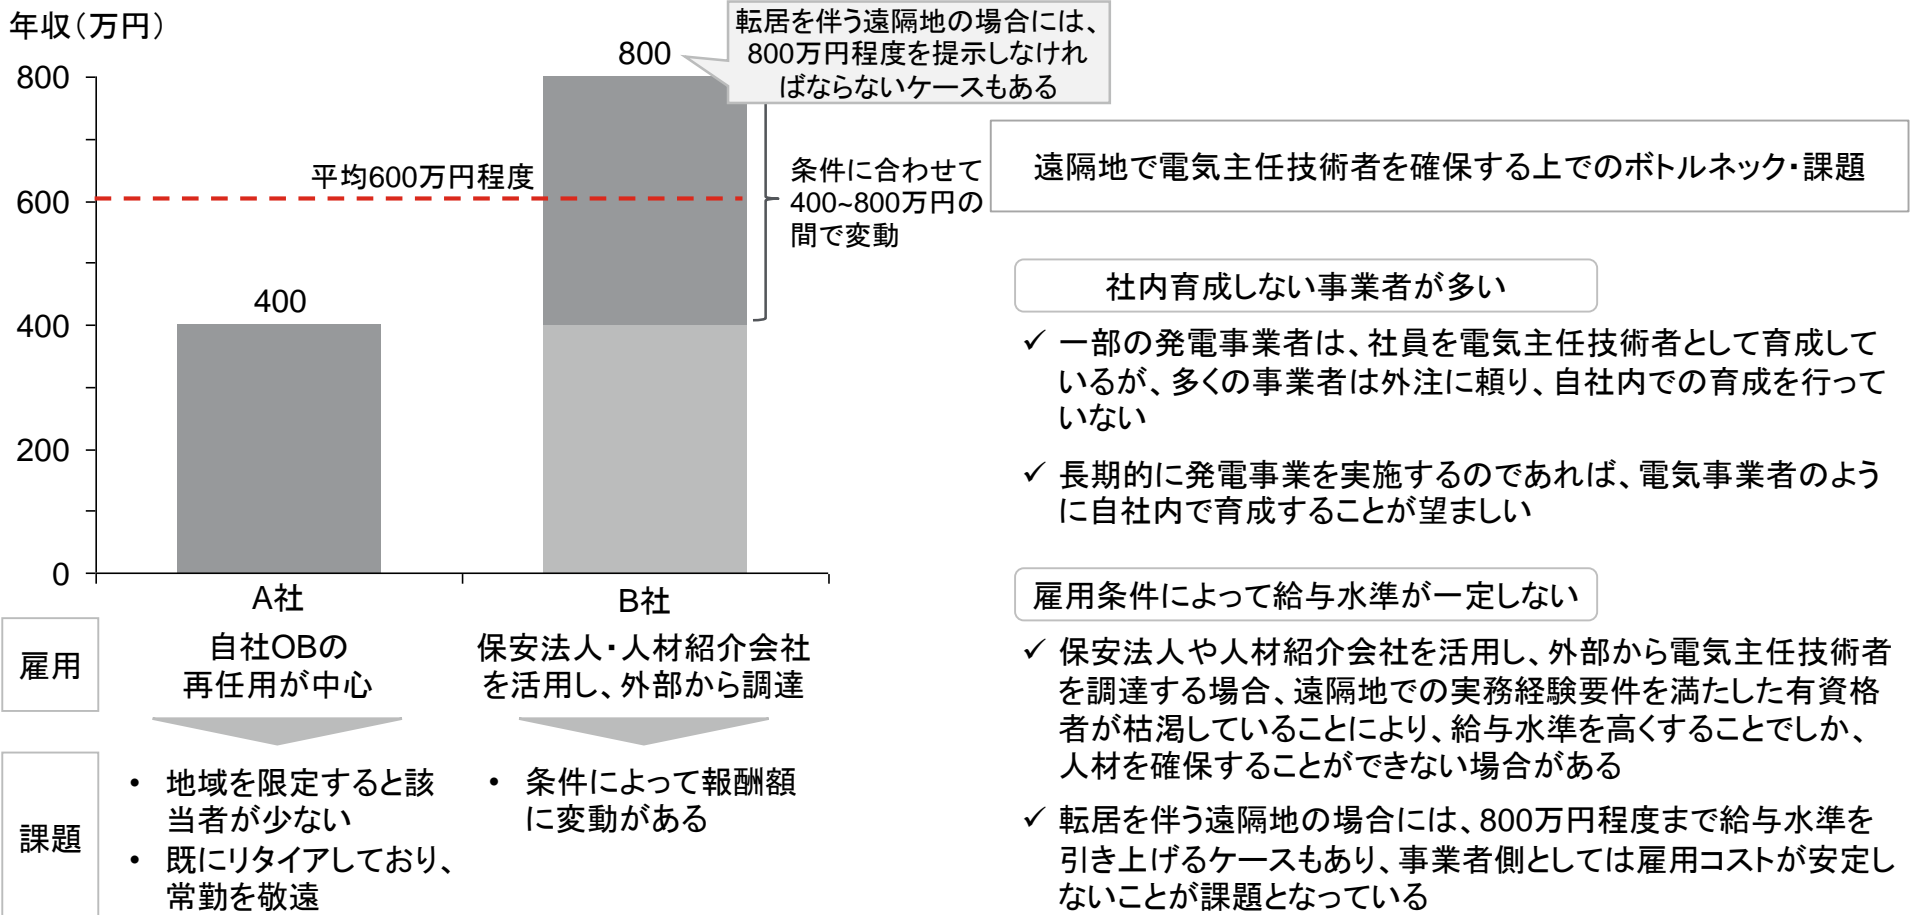 年収（万円）
転居を伴う遠隔地の場合には、
800万円程度を提示しなけれ
ばならないケースもある
800
800
平均600万円程度
600
条件に合わせて
400~800万円の
間で変動
400
400
200
0
A社
B社
雇用
自社OBの
再任用が中心
保安法人・人材紹介会社
を活用し、外部から調達
課題
• 地域を限定すると該
当者が少ない
• 既にリタイアしており、
常勤を敬遠
• 条件によって報酬額
に変動がある
遠隔地で電気主任技術者を確保する上でのボトルネック・課題
社内育成しない事業者が多い
✓ 一部の発電事業者は、社員を電気主任技術者として育成して
いるが、多くの事業者は外注に頼り、自社内での育成を行って
いない
✓ 長期的に発電事業を実施するのであれば、電気事業者のよう
に自社内で育成することが望ましい
雇用条件によって給与水準が一定しない
✓ 保安法人や人材紹介会社を活用し、外部から電気主任技術者
を調達する場合、遠隔地での実務経験要件を満たした有資格
者が枯渇していることにより、給与水準を高くすることでしか、
人材を確保することができない場合がある
✓ 転居を伴う遠隔地の場合には、800万円程度まで給与水準を
引き上げるケースもあり、事業者側としては雇用コストが安定し
ないことが課題となっている